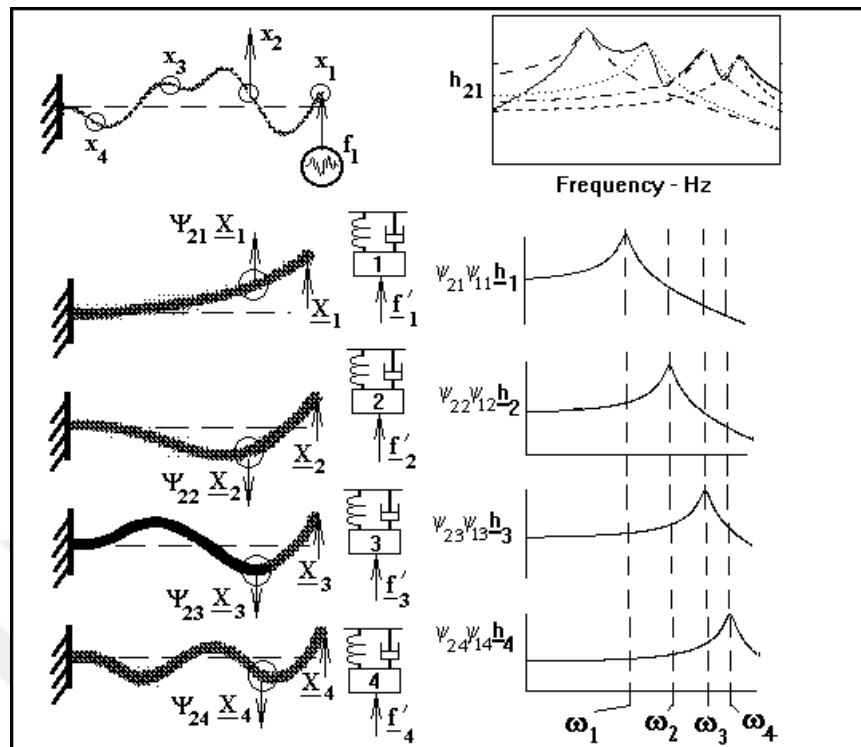 x₂
x₃
x₁
x₄
f₁
h₂₁
Frequency - Hz
Ψ₂₁ X₁
X₁
1
f′₁
ψ₂₁ψ₁₁h₁
X₂
Ψ₂₂ X₂
2
f′₂
ψ₂₂ψ₁₂h₂
X₃
Ψ₂₃ X₃
3
f′₃
ψ₂₃ψ₁₃h₃
X₄
Ψ₂₄ X₄
4
f′₄
ψ₂₄ψ₁₄h₄
ω₁ ω₂ ω₃ ω₄